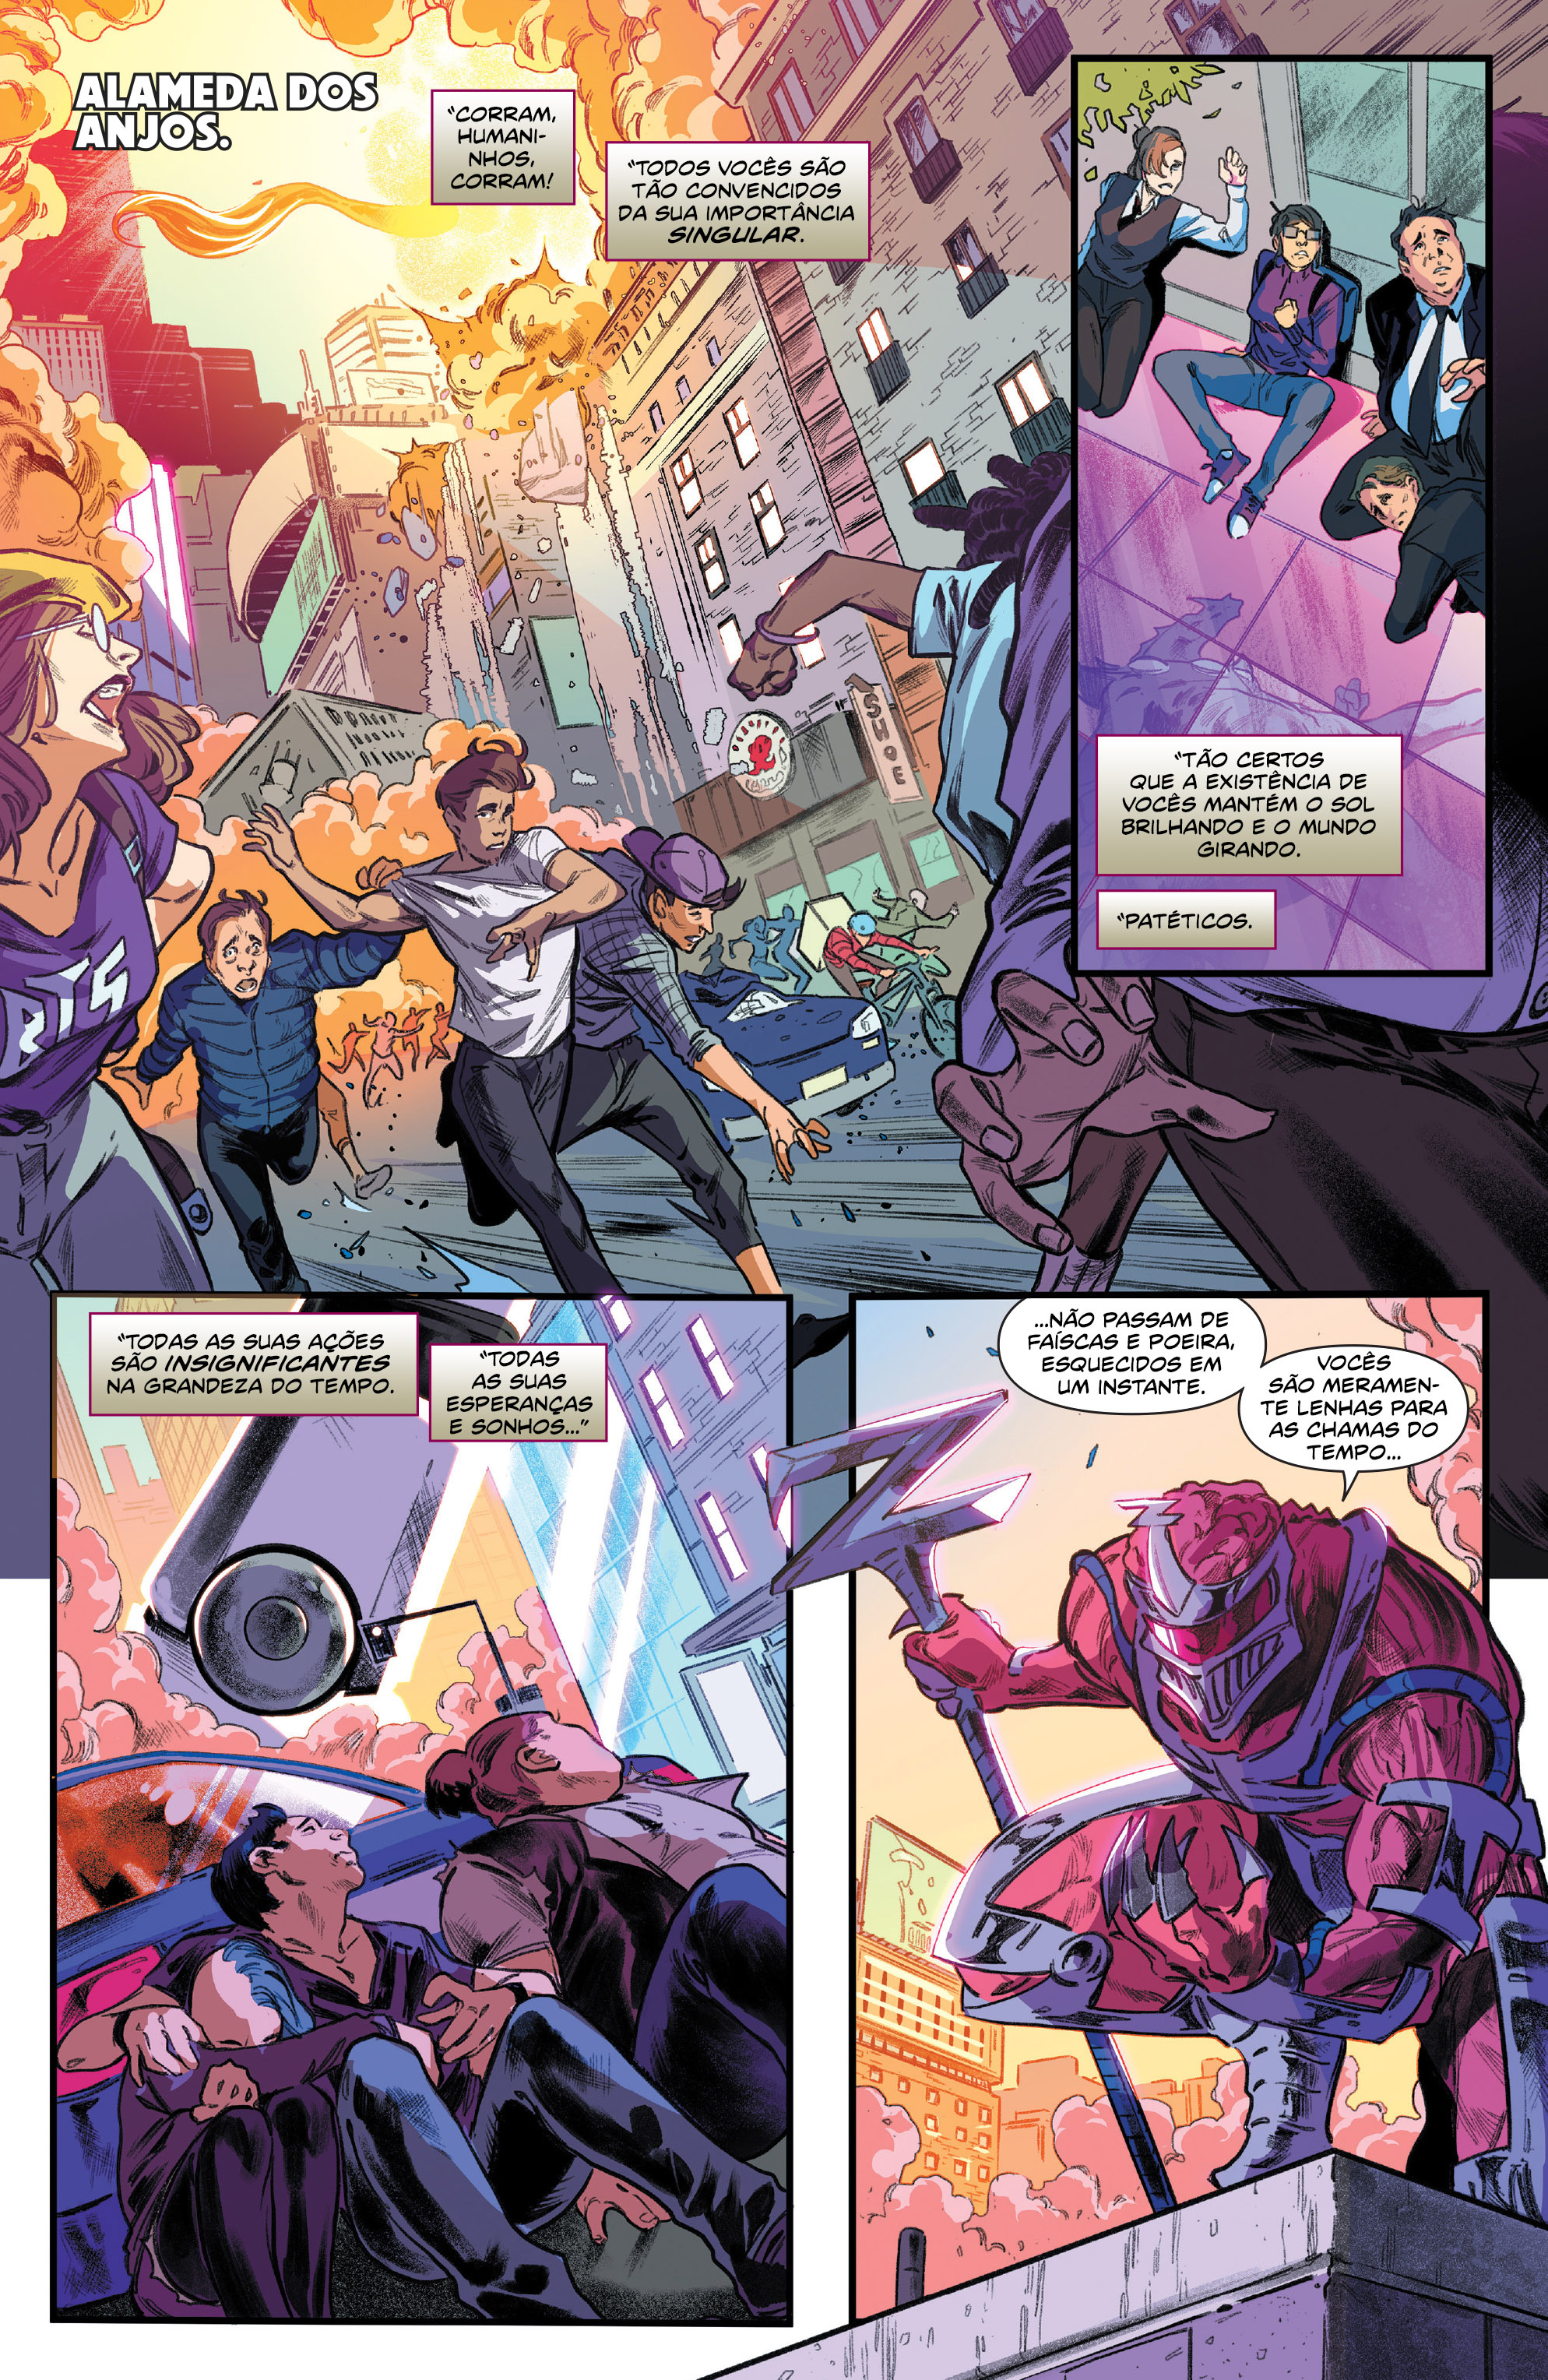 ALAMEDA DOS
ANJOS.
"CORRAM,
HUMANI-
NHOS,
CORRAM!
"TODOS VOCÊS SÃO
TÃO CONVENCIDOS
DA SUA IMPORTÂNCIA
SINGULAR.
SHOE
"TÃO CERTOS
QUE A EXISTÊNCIA DE
VOCÊS MANTÉM O SOL
BRILHANDO E O MUNDO
GIRANDO.
"PATÉTICOS.
"TODAS AS SUAS AÇÕES
SÃO INSIGNIFICANTES
NA GRANDEZA DO TEMPO.
"TODAS
AS SUAS
ESPERANÇAS
E SONHOS..."
...NÃO PASSAM DE
FAÍSCAS E POEIRA,
ESQUECIDOS EM
UM INSTANTE.
VOCÊS
SÃO MERAMEN-
TE LENHAS PARA
AS CHAMAS DO
TEMPO...